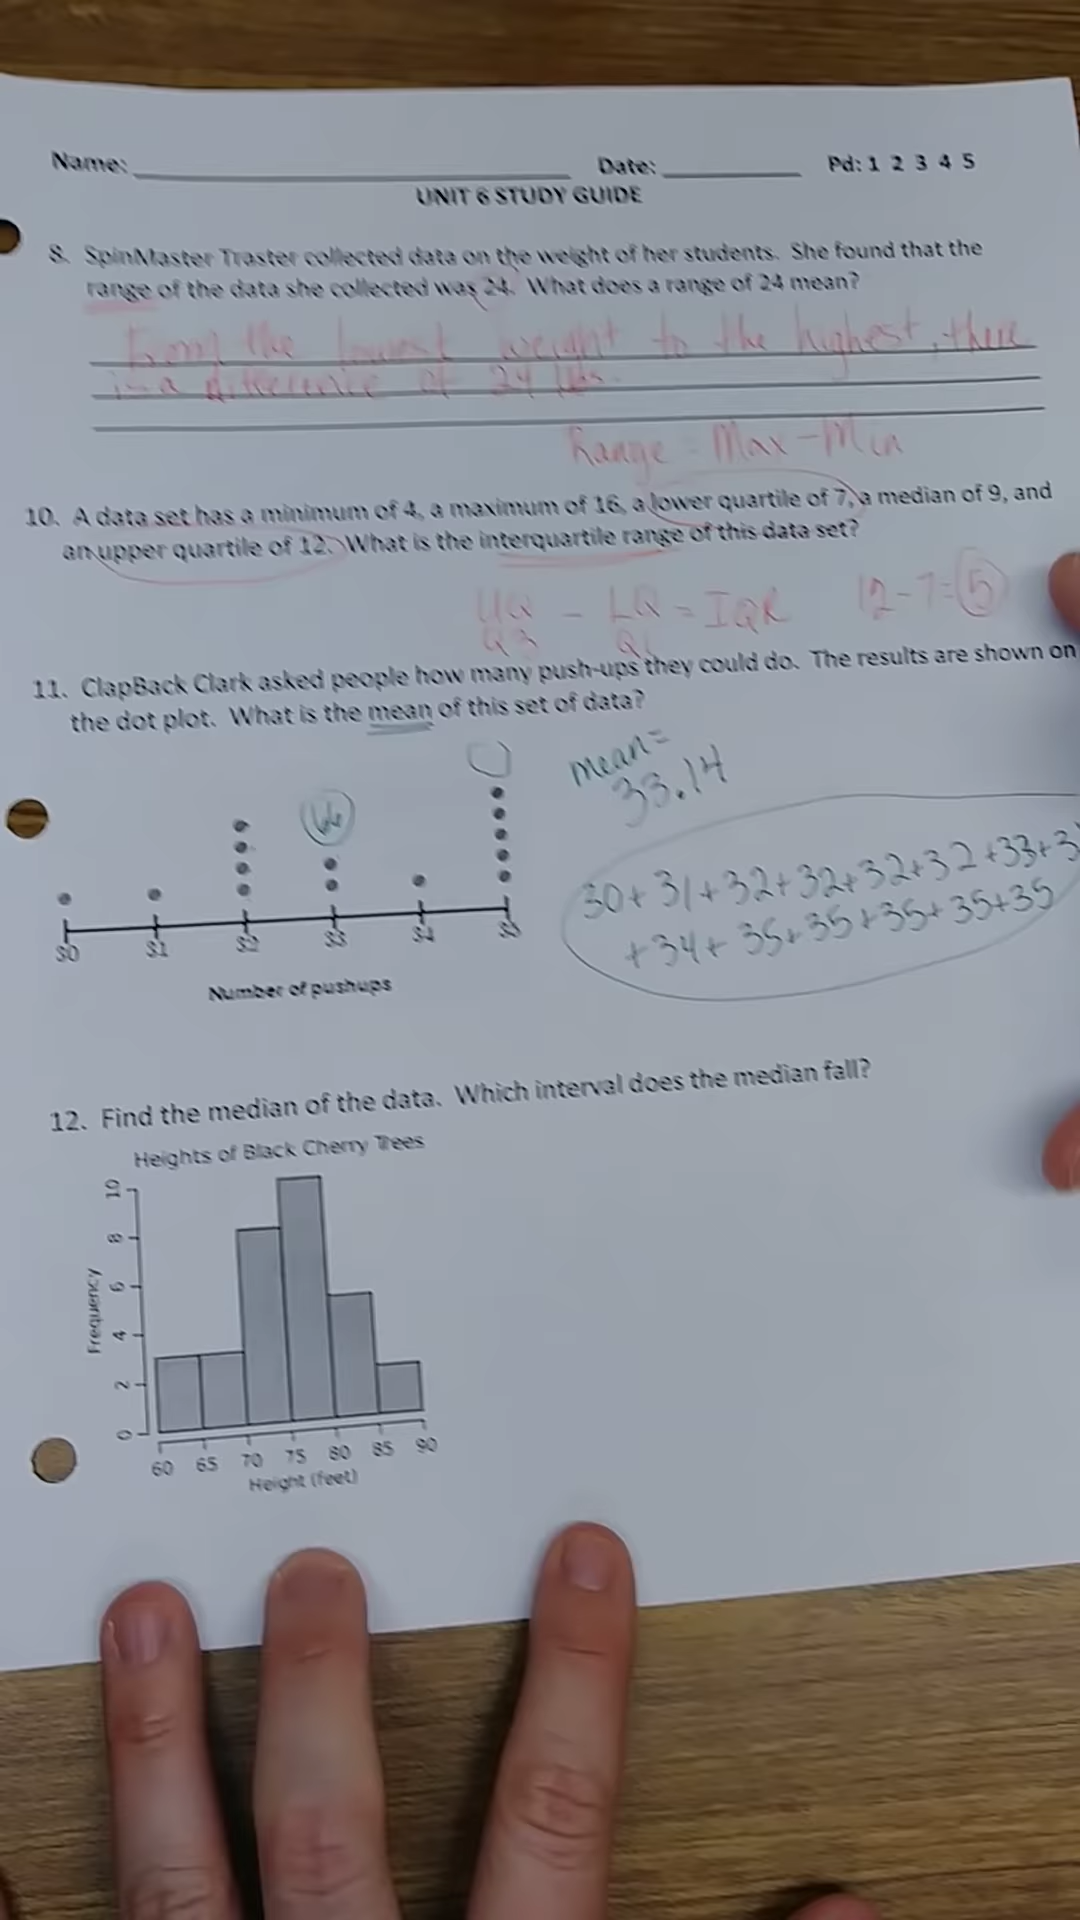 Name: Date: Pd: 1 2 3 4 5
UNIT 6 STUDY GUIDE
8. SpinMaster Traster collected data on the weight of her students. She found that the
range of the data she collected was 24. What does a range of 24 mean?
From the lowest weight to the highest, there
is a difference of 24 lbs.
Range = Max - Min
10. A data set has a minimum of 4, a maximum of 16, a lower quartile of 7, a median of 9, and
an upper quartile of 12. What is the interquartile range of this data set?
UQ - LQ = IQR 12-7=5
Q3 Q1
11. ClapBack Clark asked people how many push-ups they could do. The results are shown on
the dot plot. What is the mean of this set of data?
mean =
33.14
66
30+31+32+32+32+32+33+3
+34+35+35+35+35+35
30 31 32 33 34 35
Number of pushups
12. Find the median of the data. Which interval does the median fall?
Heights of Black Cherry Trees
10
8
6
Frequency
4
2
0
60 65 70 75 80 85 90
Height (feet)